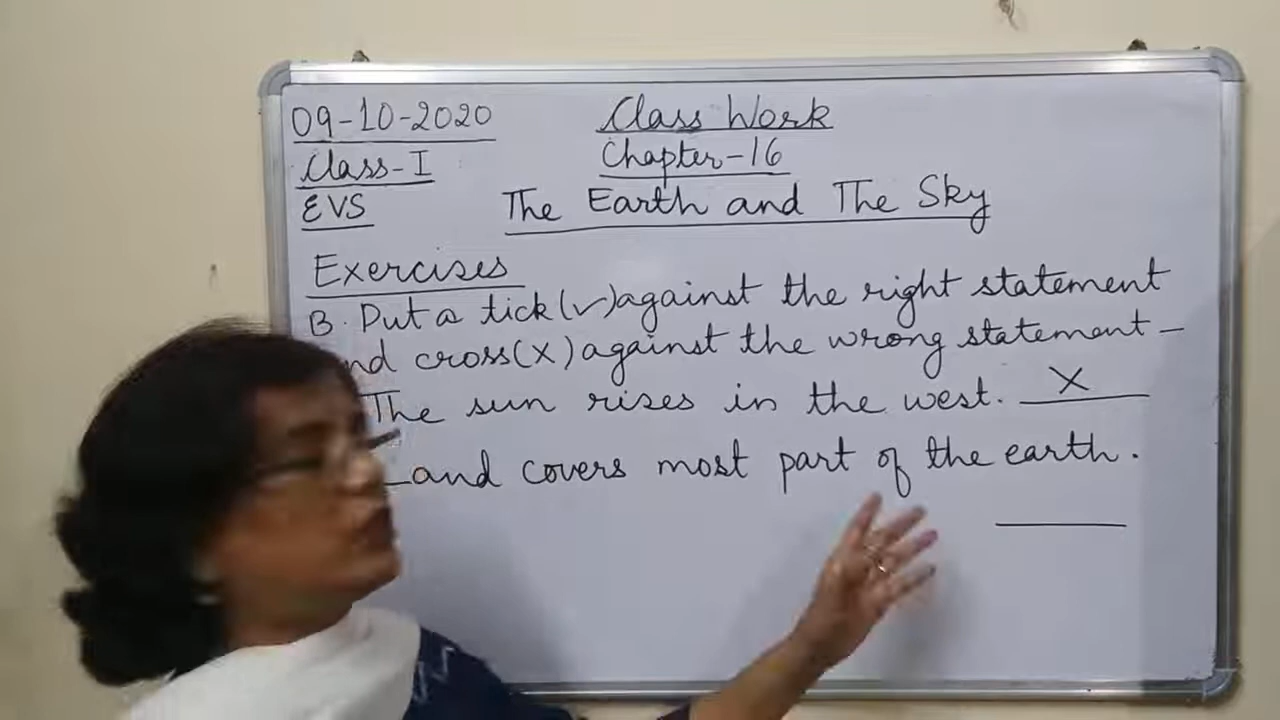 09-10-2020 Class Work
Class-I Chapter-16
EVS The Earth and The Sky
Exercises
B. Put a tick(✓)against the right statement
nd cross(X)against the wrong statement-
The sun rises in the west. X
Land covers most part of the earth.